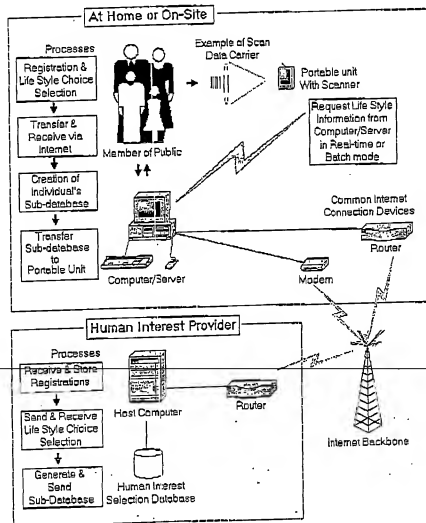 At Home or On-Site
Processes
Registration &
Life Style Choice
Selection
Transfer &
Receive via
Internet
Creation of
Individual's
Sub-database
Transfer
Sub-database
to
Portable Unit
Member of Public
Example of Scan
Data Carrier
Portable unit
With Scanner
Request Life Style
Information from
Computer/Server
in Real-time or
Batch mode
Computer/Server
Common Internet
Connection Devices
Router
Modem
Human Interest Provider
Processes
Receive & Store
Registrations
Send & Receive
Life Style Choice
Selection
Generate &
Send
Sub-Database
Host Computer
Router
Human Interest
Selection Database
Internet Backbone